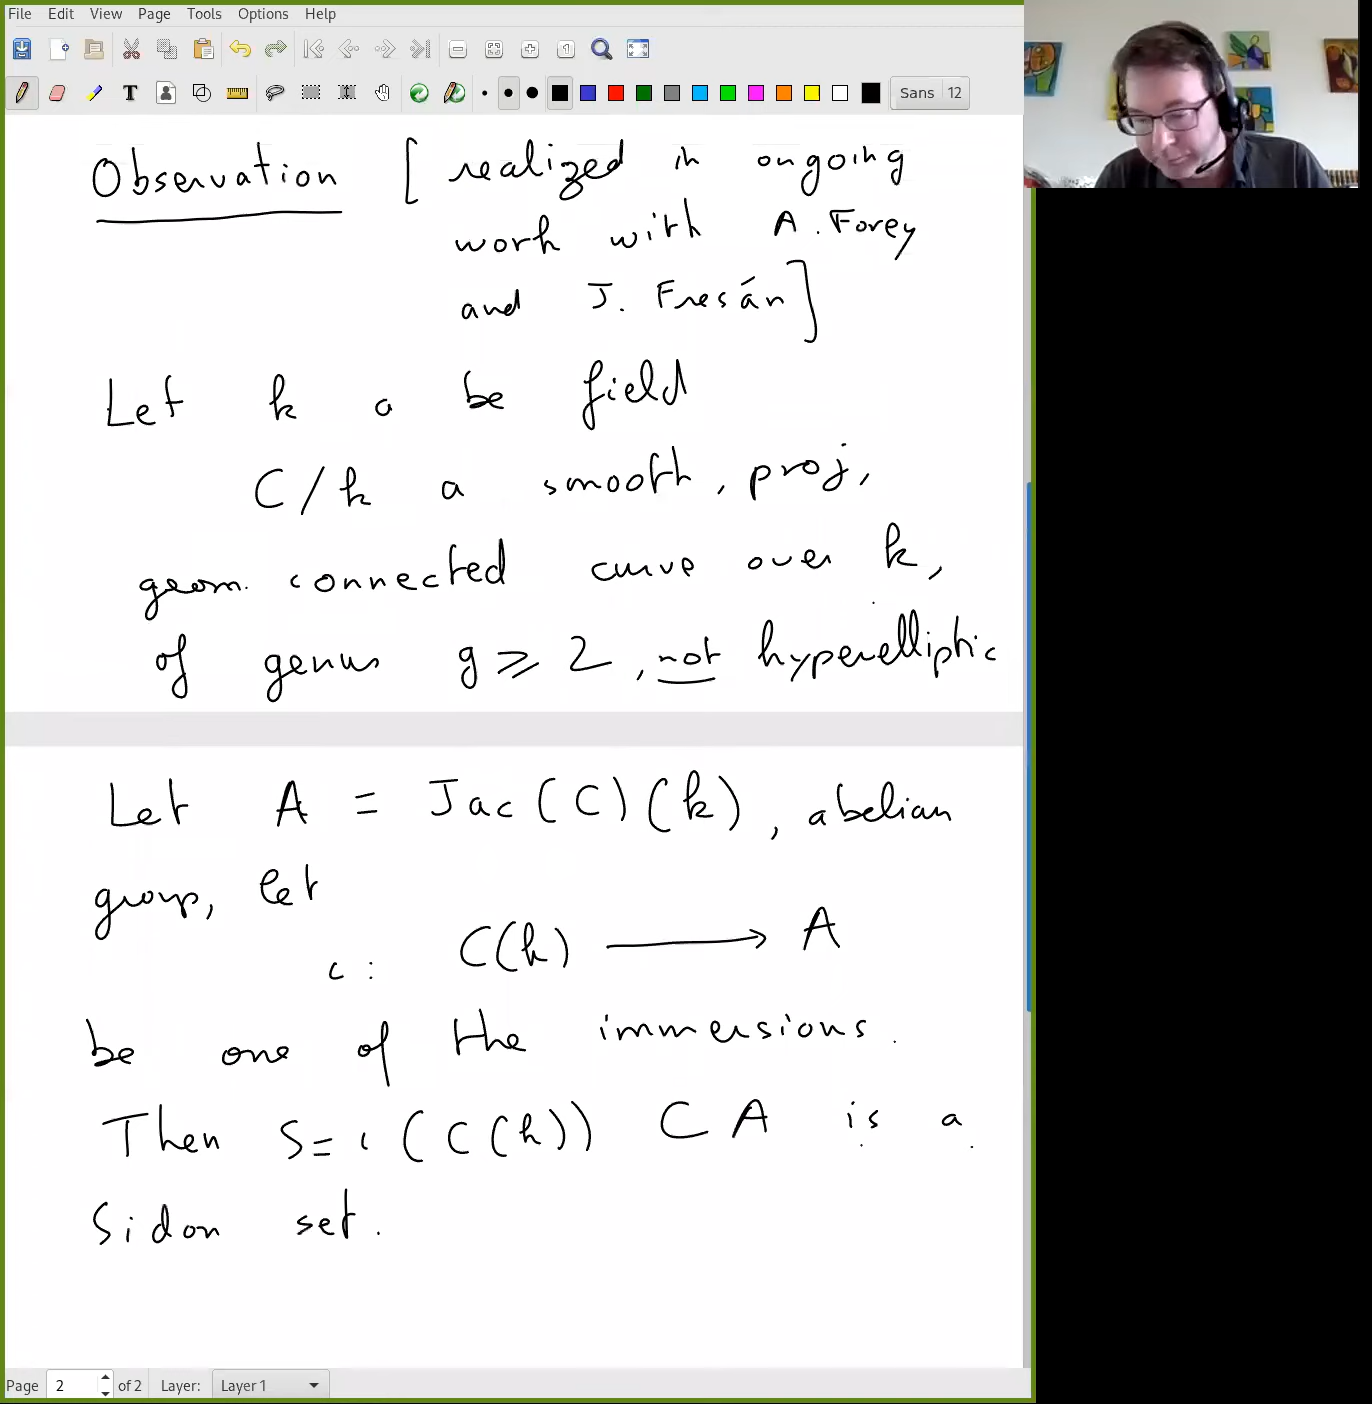 File Edit View Page Tools Options Help
Sans 12
Observation [realized in ongoing
work with A. Forey
and J. Fresán]
Let k a be field
C/k a smooth, proj,
geom. connected curve over k,
of genus g ⩾ 2, not hyperelliptic
Let A = Jac(C)(k), abelian
group, let
ι : C(k) ⟶ A
be one of the immersions.
Then S = ι(C(k)) ⊂ A is a
Sidon set.
Page 2 of 2 Layer: Layer 1